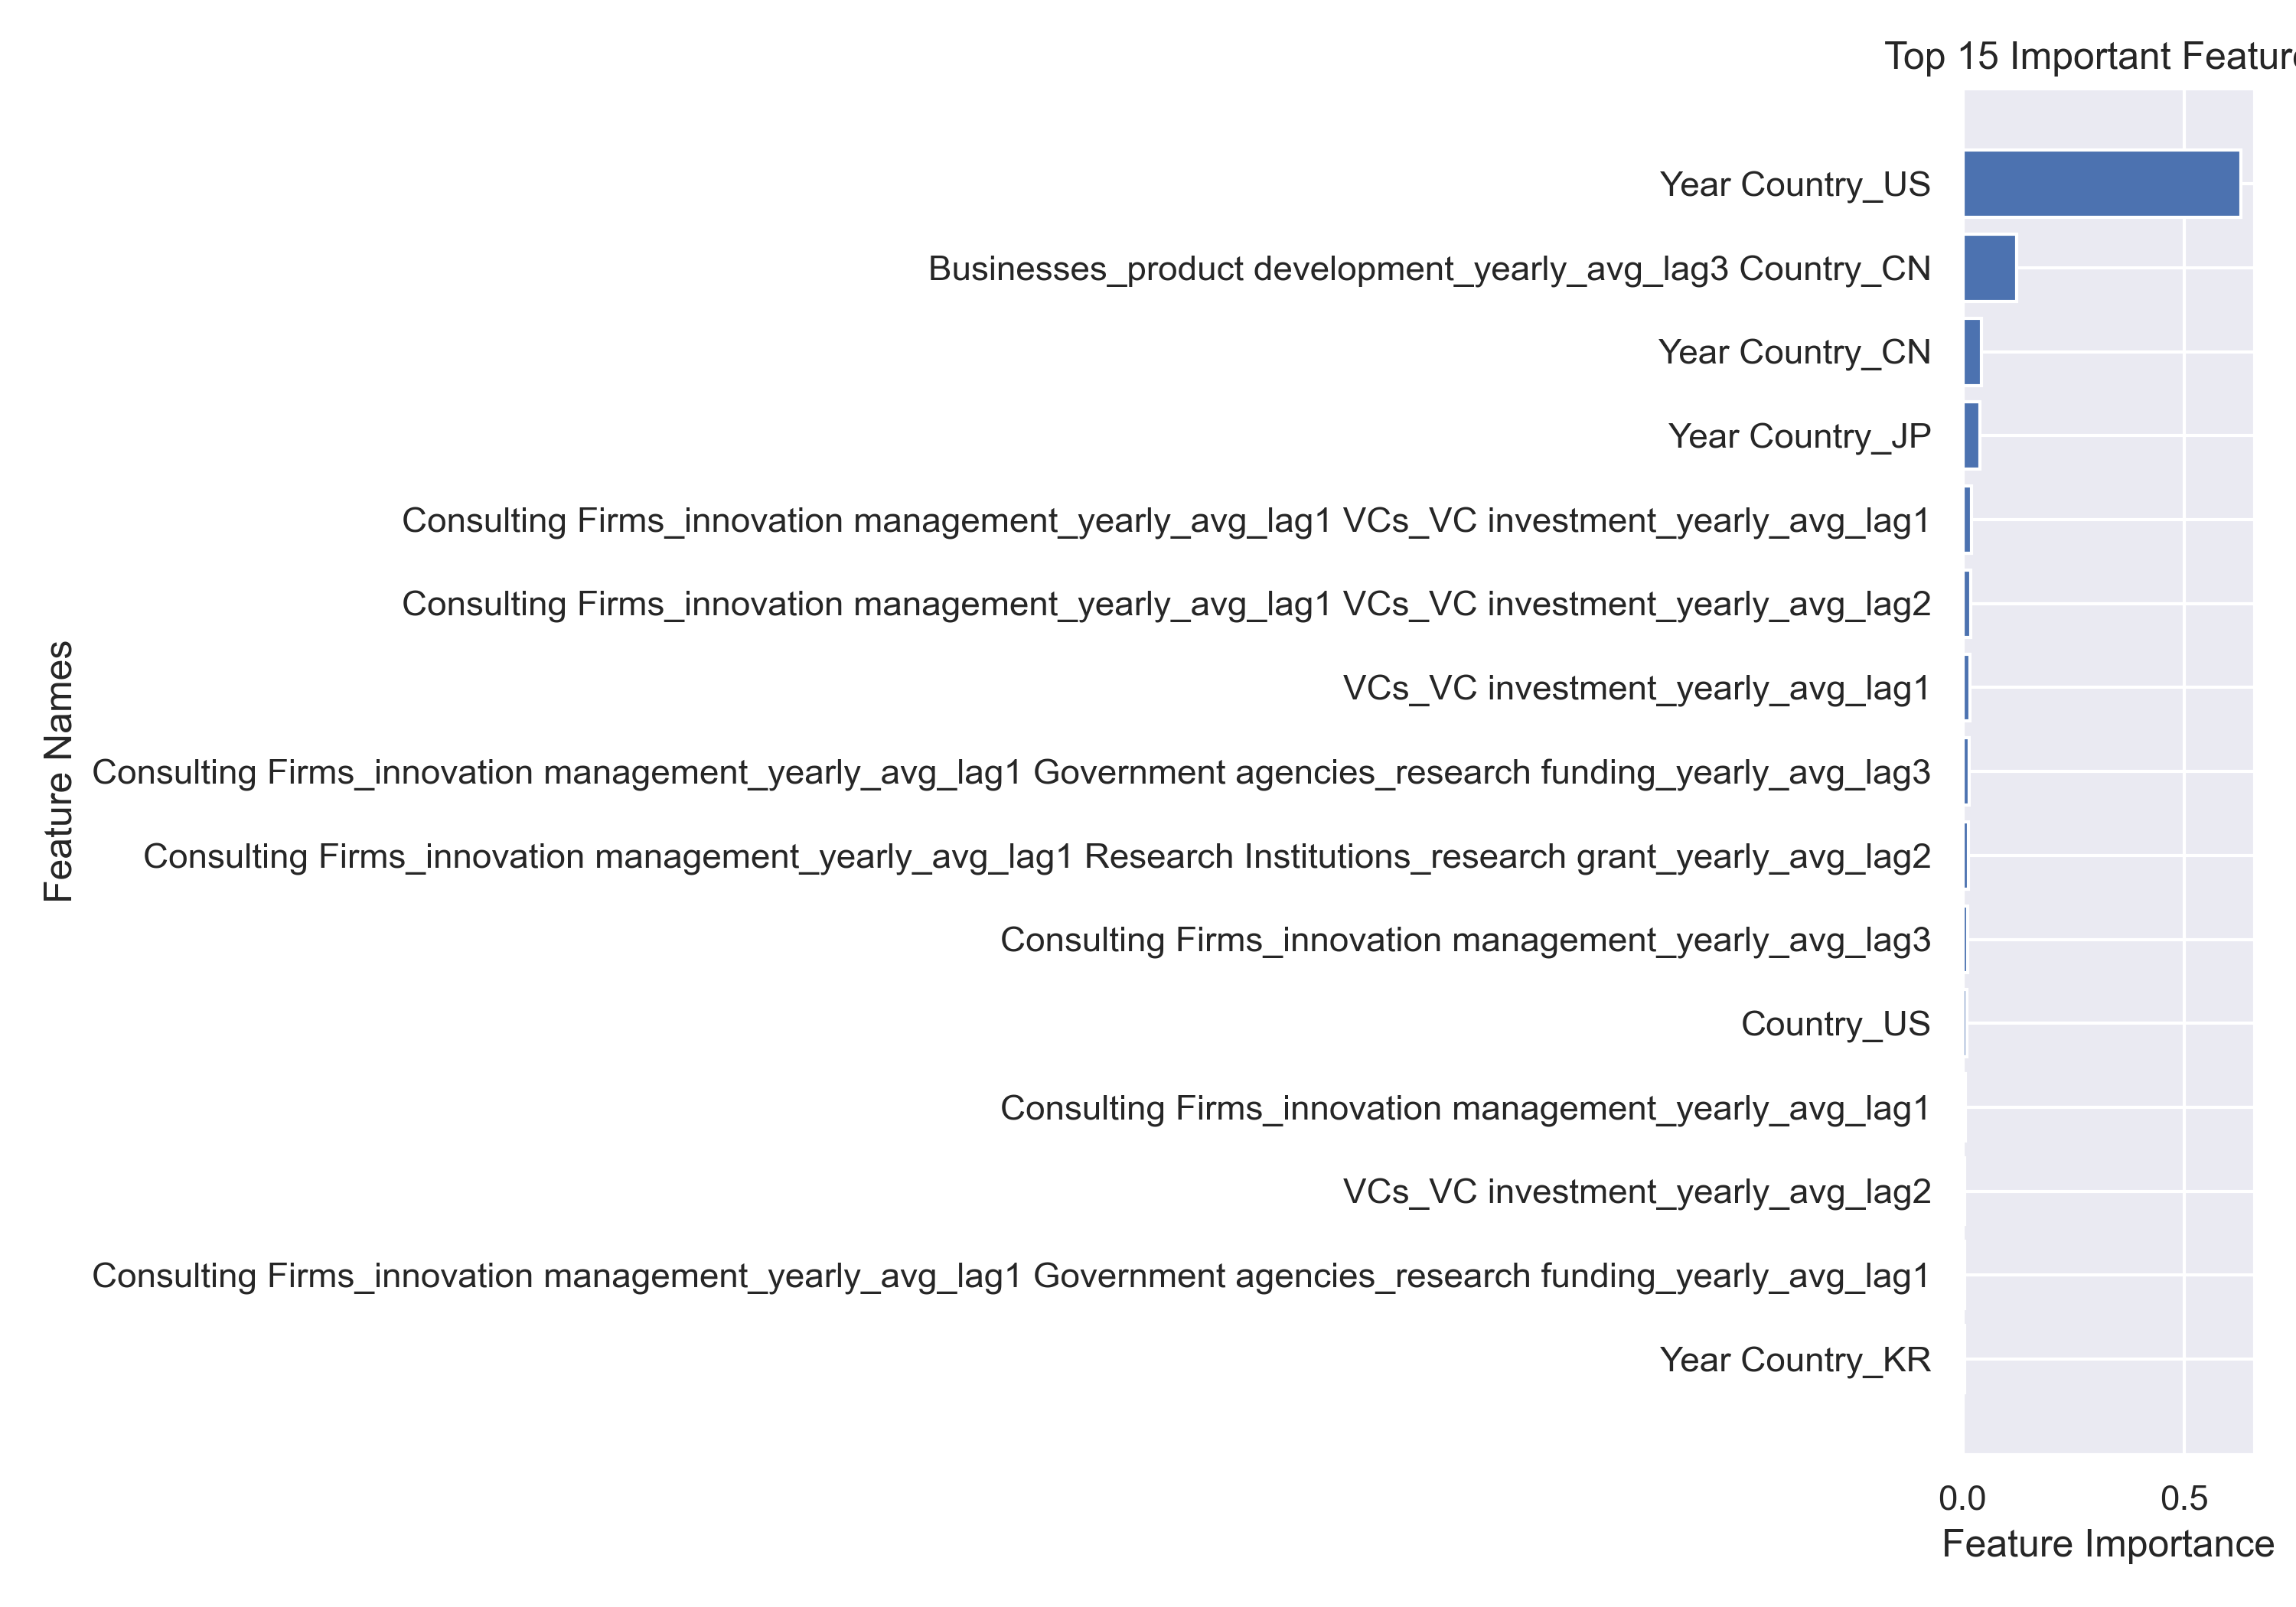 Top 15 Important Feature
Year Country_US
Businesses_product development_yearly_avg_lag3 Country_CN
Year Country_CN
Year Country_JP
Consulting Firms_innovation management_yearly_avg_lag1 VCs_VC investment_yearly_avg_lag1
Consulting Firms_innovation management_yearly_avg_lag1 VCs_VC investment_yearly_avg_lag2
VCs_VC investment_yearly_avg_lag1
Consulting Firms_innovation management_yearly_avg_lag1 Government agencies_research funding_yearly_avg_lag3
Consulting Firms_innovation management_yearly_avg_lag1 Research Institutions_research grant_yearly_avg_lag2
Consulting Firms_innovation management_yearly_avg_lag3
Country_US
Consulting Firms_innovation management_yearly_avg_lag1
VCs_VC investment_yearly_avg_lag2
Consulting Firms_innovation management_yearly_avg_lag1 Government agencies_research funding_yearly_avg_lag1
Year Country_KR
Feature Names
0.0 0.5
Feature Importance